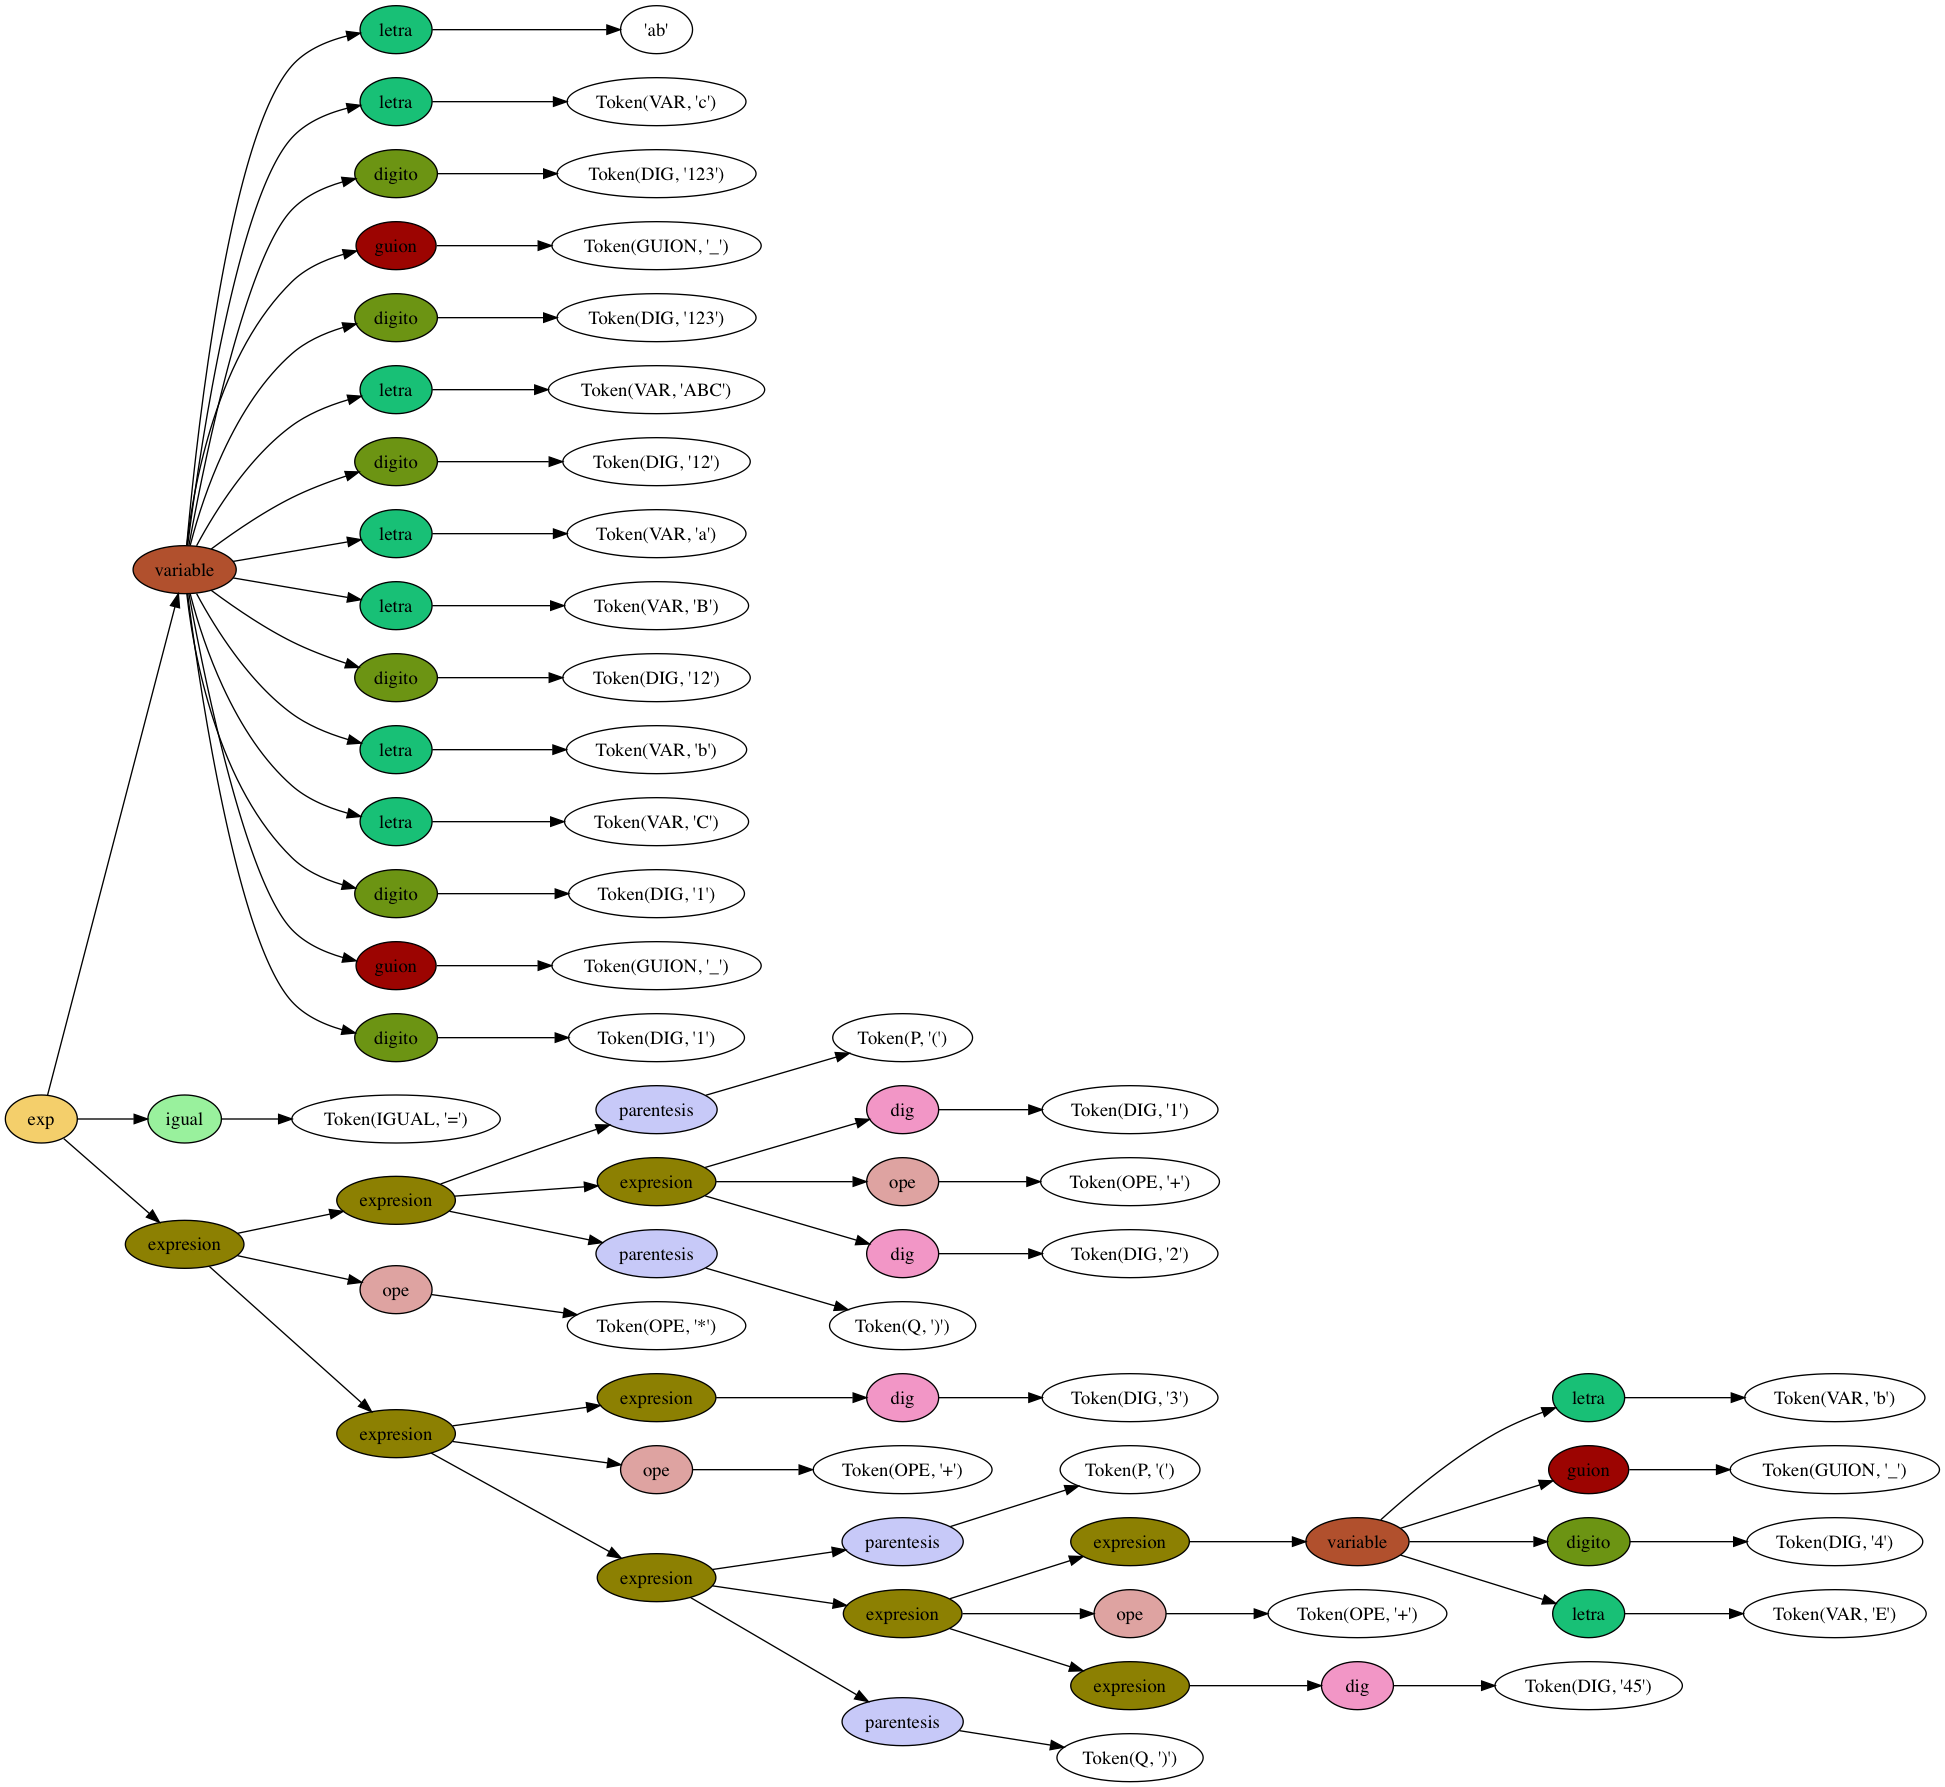 letra 'ab'
letra Token(VAR, 'c')
digito Token(DIG, '123')
guion Token(GUION, '_')
digito Token(DIG, '123')
letra Token(VAR, 'ABC')
digito Token(DIG, '12')
letra Token(VAR, 'a')
variable
letra Token(VAR, 'B')
digito Token(DIG, '12')
letra Token(VAR, 'b')
letra Token(VAR, 'C')
digito Token(DIG, '1')
guion Token(GUION, '_')
digito Token(DIG, '1') Token(P, '(')
exp igual Token(IGUAL, '=') parentesis dig Token(DIG, '1')
expresion expresion ope Token(OPE, '+')
expresion parentesis dig Token(DIG, '2')
ope Token(OPE, '*') Token(Q, ')')
expresion dig Token(DIG, '3') letra Token(VAR, 'b')
expresion
ope Token(OPE, '+') Token(P, '(') guion Token(GUION, '_')
parentesis expresion variable digito Token(DIG, '4')
expresion
expresion ope Token(OPE, '+') letra Token(VAR, 'E')
expresion dig Token(DIG, '45')
parentesis
Token(Q, ')')